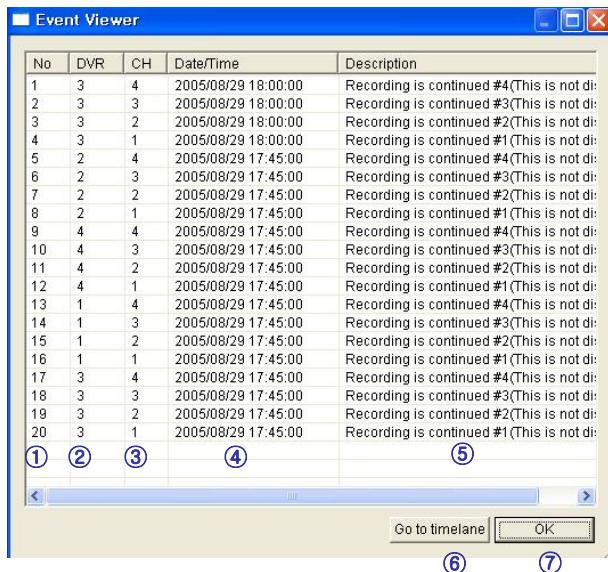 Event Viewer
No DVR CH Date/Time Description
1 3 4 2005/08/29 18:00:00 Recording is continued #4(This is not di
2 3 3 2005/08/29 18:00:00 Recording is continued #3(This is not di
3 3 2 2005/08/29 18:00:00 Recording is continued #2(This is not di
4 3 1 2005/08/29 18:00:00 Recording is continued #1(This is not di
5 2 4 2005/08/29 17:45:00 Recording is continued #4(This is not di
6 2 3 2005/08/29 17:45:00 Recording is continued #3(This is not di
7 2 2 2005/08/29 17:45:00 Recording is continued #2(This is not di
8 2 1 2005/08/29 17:45:00 Recording is continued #1(This is not di
9 4 4 2005/08/29 17:45:00 Recording is continued #4(This is not di
10 4 3 2005/08/29 17:45:00 Recording is continued #3(This is not di
11 4 2 2005/08/29 17:45:00 Recording is continued #2(This is not di
12 4 1 2005/08/29 17:45:00 Recording is continued #1(This is not di
13 1 4 2005/08/29 17:45:00 Recording is continued #4(This is not di
14 1 3 2005/08/29 17:45:00 Recording is continued #3(This is not di
15 1 2 2005/08/29 17:45:00 Recording is continued #2(This is not di
16 1 1 2005/08/29 17:45:00 Recording is continued #1(This is not di
17 3 4 2005/08/29 17:45:00 Recording is continued #4(This is not di
18 3 3 2005/08/29 17:45:00 Recording is continued #3(This is not di
19 3 2 2005/08/29 17:45:00 Recording is continued #2(This is not di
20 3 1 2005/08/29 17:45:00 Recording is continued #1(This is not di
① ② ③ ④ ⑤
Go to timelane OK
⑥ ⑦